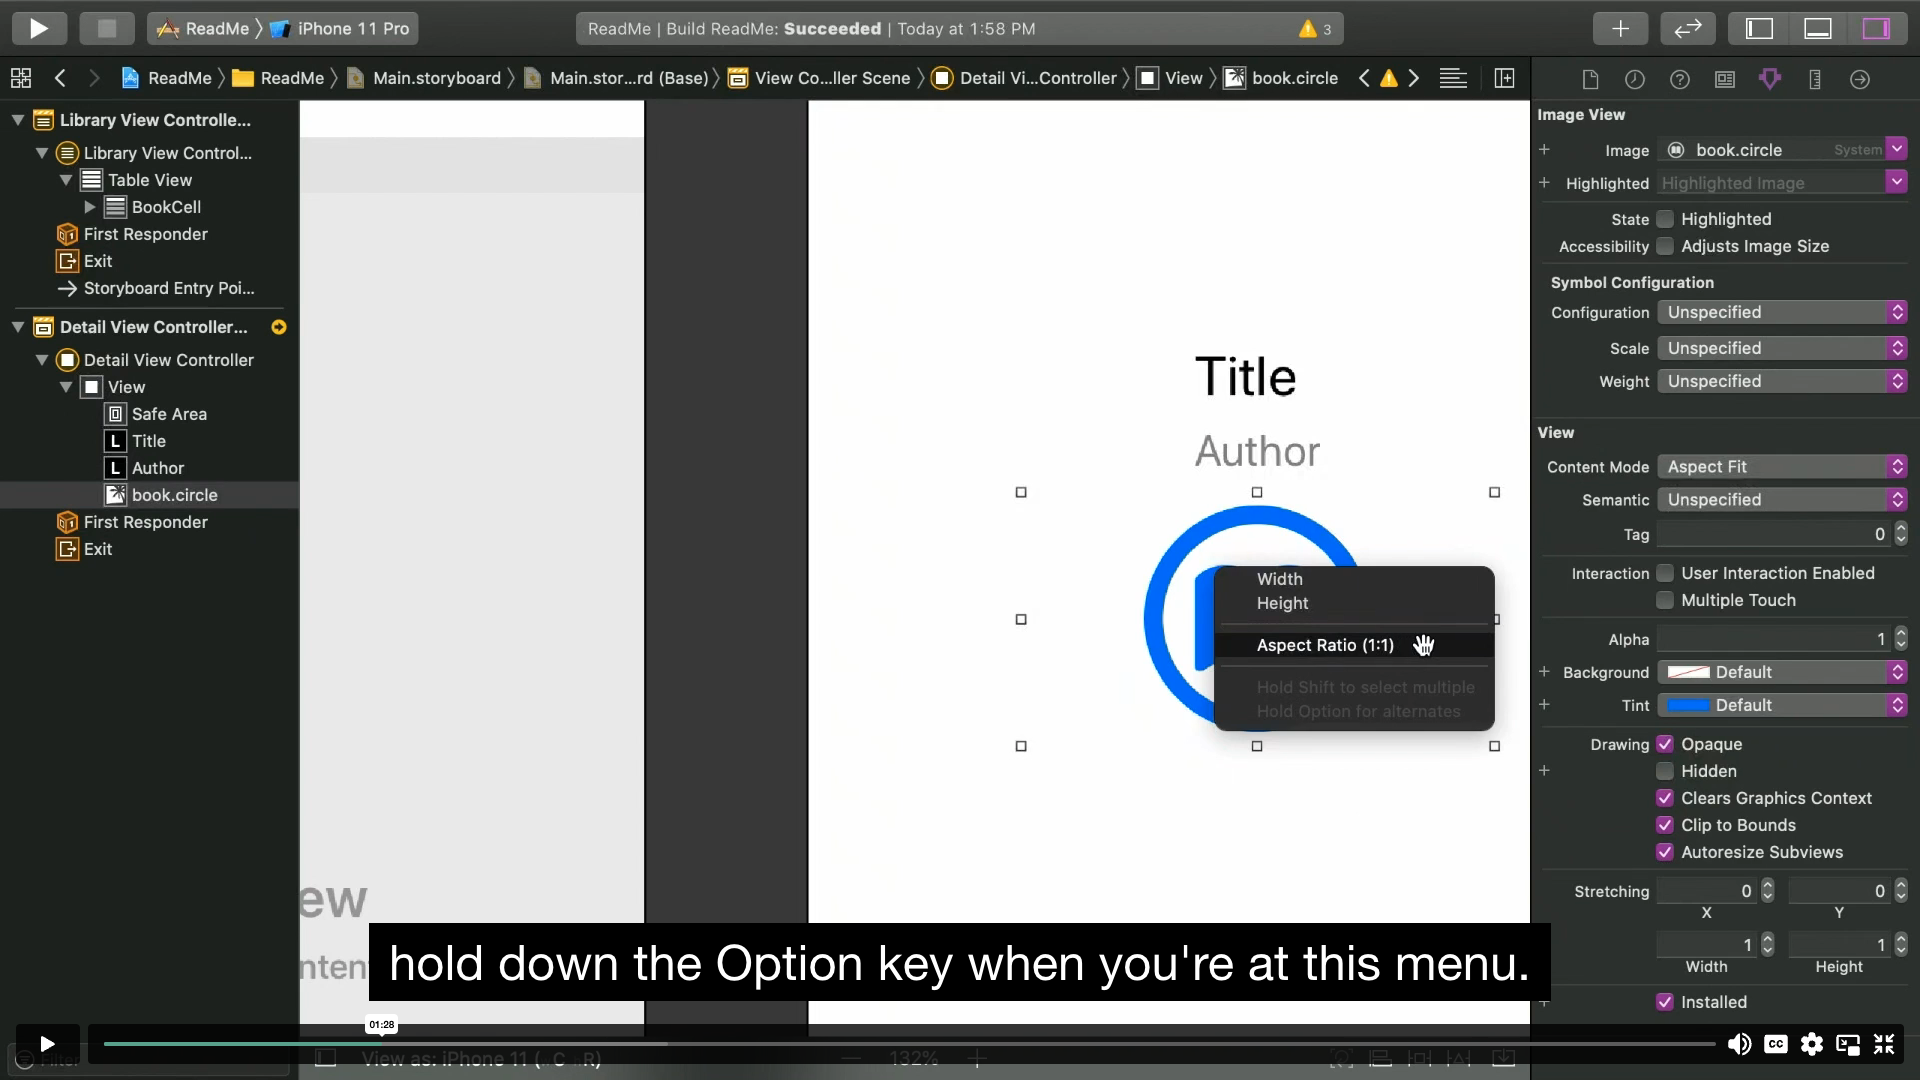 ReadMe 〉 iPhone 11 Pro
ReadMe | Build ReadMe: Succeeded | Today at 1:58 PM
3
ReadMe 〉 ReadMe 〉 Main.storyboard 〉 Main.stor...rd (Base) 〉 View Co...ller Scene 〉 Detail Vi...Controller 〉 View 〉 book.circle
Library View Controlle...
Library View Control...
Table View
BookCell
First Responder
Exit
Storyboard Entry Poi...
Detail View Controller...
Detail View Controller
View
Safe Area
L Title
L Author
book.circle
First Responder
Exit
Filter
ew
nten
Title
Author
Width
Height
Aspect Ratio (1:1)
Hold Shift to select multiple
Hold Option for alternates
hold down the Option key when you're at this menu.
01:28
132%
CC
Image View
Image book.circle System
Highlighted Highlighted Image
State Highlighted
Accessibility Adjusts Image Size
Symbol Configuration
Configuration Unspecified
Scale Unspecified
Weight Unspecified
View
Content Mode Aspect Fit
Semantic Unspecified
Tag 0
Interaction User Interaction Enabled
Multiple Touch
Alpha 1
Background Default
Tint Default
Drawing Opaque
Hidden
Clears Graphics Context
Clip to Bounds
Autoresize Subviews
Stretching 0 0
X Y
1 1
Width Height
Installed
View as: iPhone 11 (wC hR)